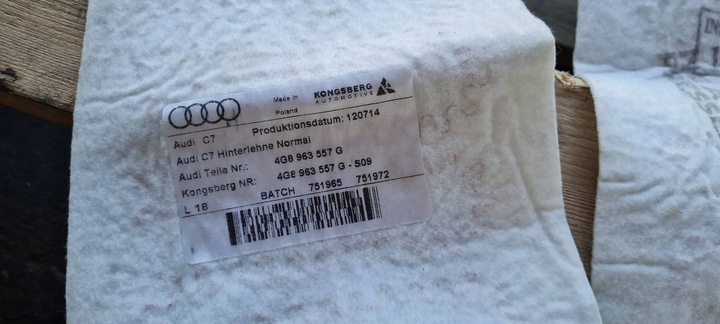 Made in
Poland
KONGSBERG
AUTOMOTIVE
Audi C7
Produktionsdatum: 120714
Audi C7 Hinterlehne Normal
Audi Teile Nr.: 4G8 963 557 G
Kongsberg NR: 4G8 963 557 G - S09
BATCH 751965 751972
L 18